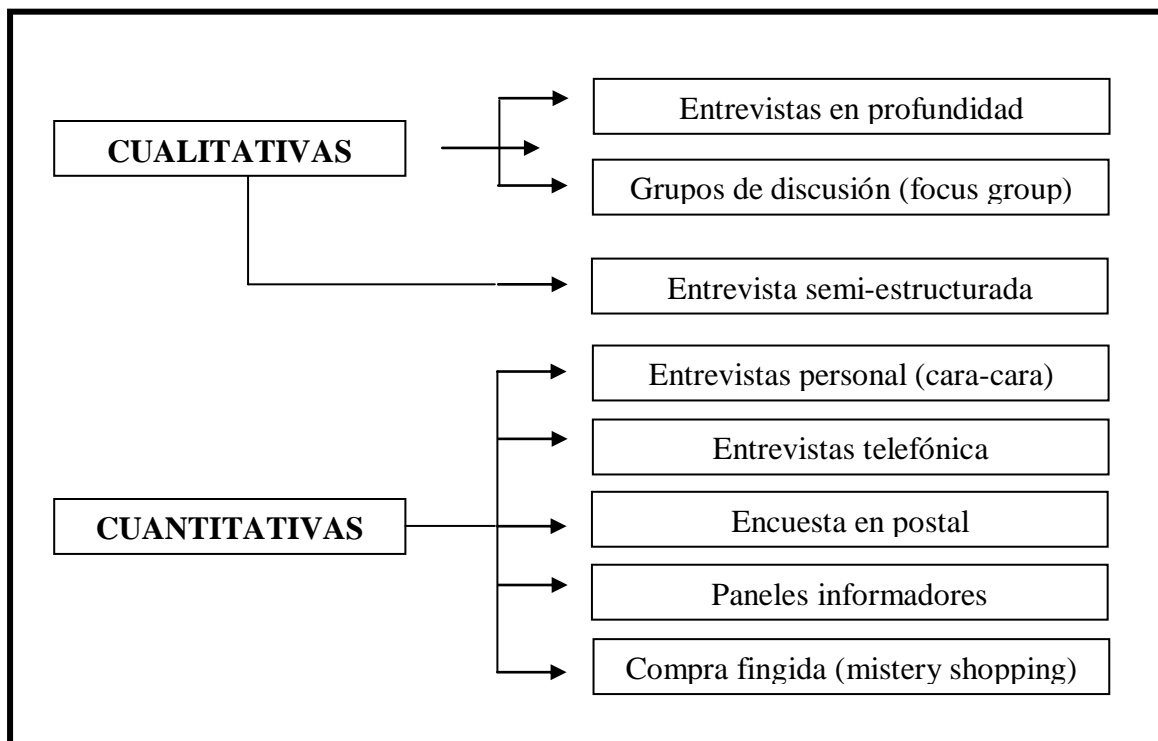 CUALITATIVAS
Entrevistas en profundidad
Grupos de discusión (focus group)
Entrevista semi-estructurada
CUANTITATIVAS
Entrevistas personal (cara-cara)
Entrevistas telefónica
Encuesta en postal
Paneles informadores
Compra fingida (mistery shopping)